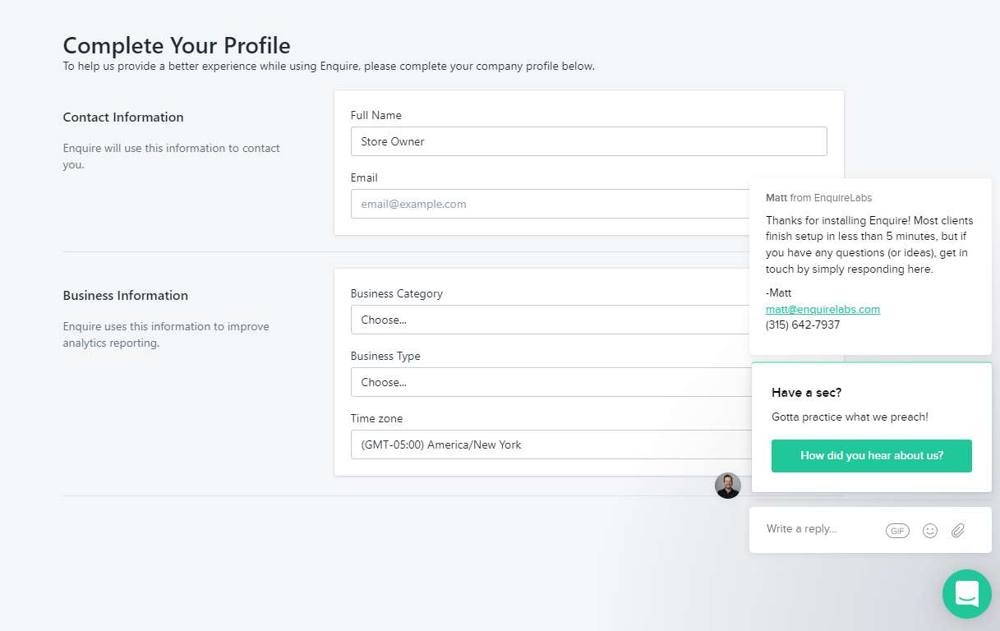 Complete Your Profile
To help us provide a better experience while using Enquire, please complete your company profile below.
Contact Information
Enquire will use this information to contact
you.
Full Name
Store Owner
Email
email@example.com
Business Information
Enquire uses this information to improve
analytics reporting.
Business Category
Choose...
Business Type
Choose...
Time zone
(GMT-05:00) America/New York
Matt from EnquireLabs
Thanks for installing Enquire! Most clients
finish setup in less than 5 minutes, but if
you have any questions (or ideas), get in
touch by simply responding here.
-Matt
matt@enquirelabs.com
(315) 642-7937
Have a sec?
Gotta practice what we preach!
How did you hear about us?
Write a reply...
GIF